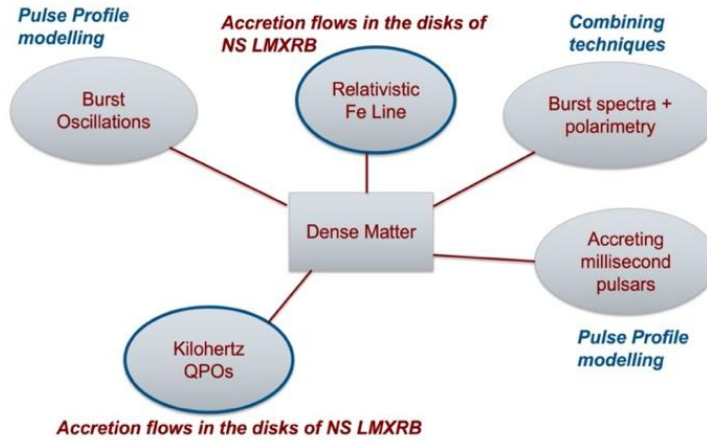 Pulse Profile
modelling
Accretion flows in the disks of
NS LMXRB
Combining
techniques
Burst
Oscillations
Relativistic
Fe Line
Burst spectra +
polarimetry
Dense Matter
Accreting
millisecond
pulsars
Kilohertz
QPOs
Pulse Profile
modelling
Accretion flows in the disks of NS LMXRB